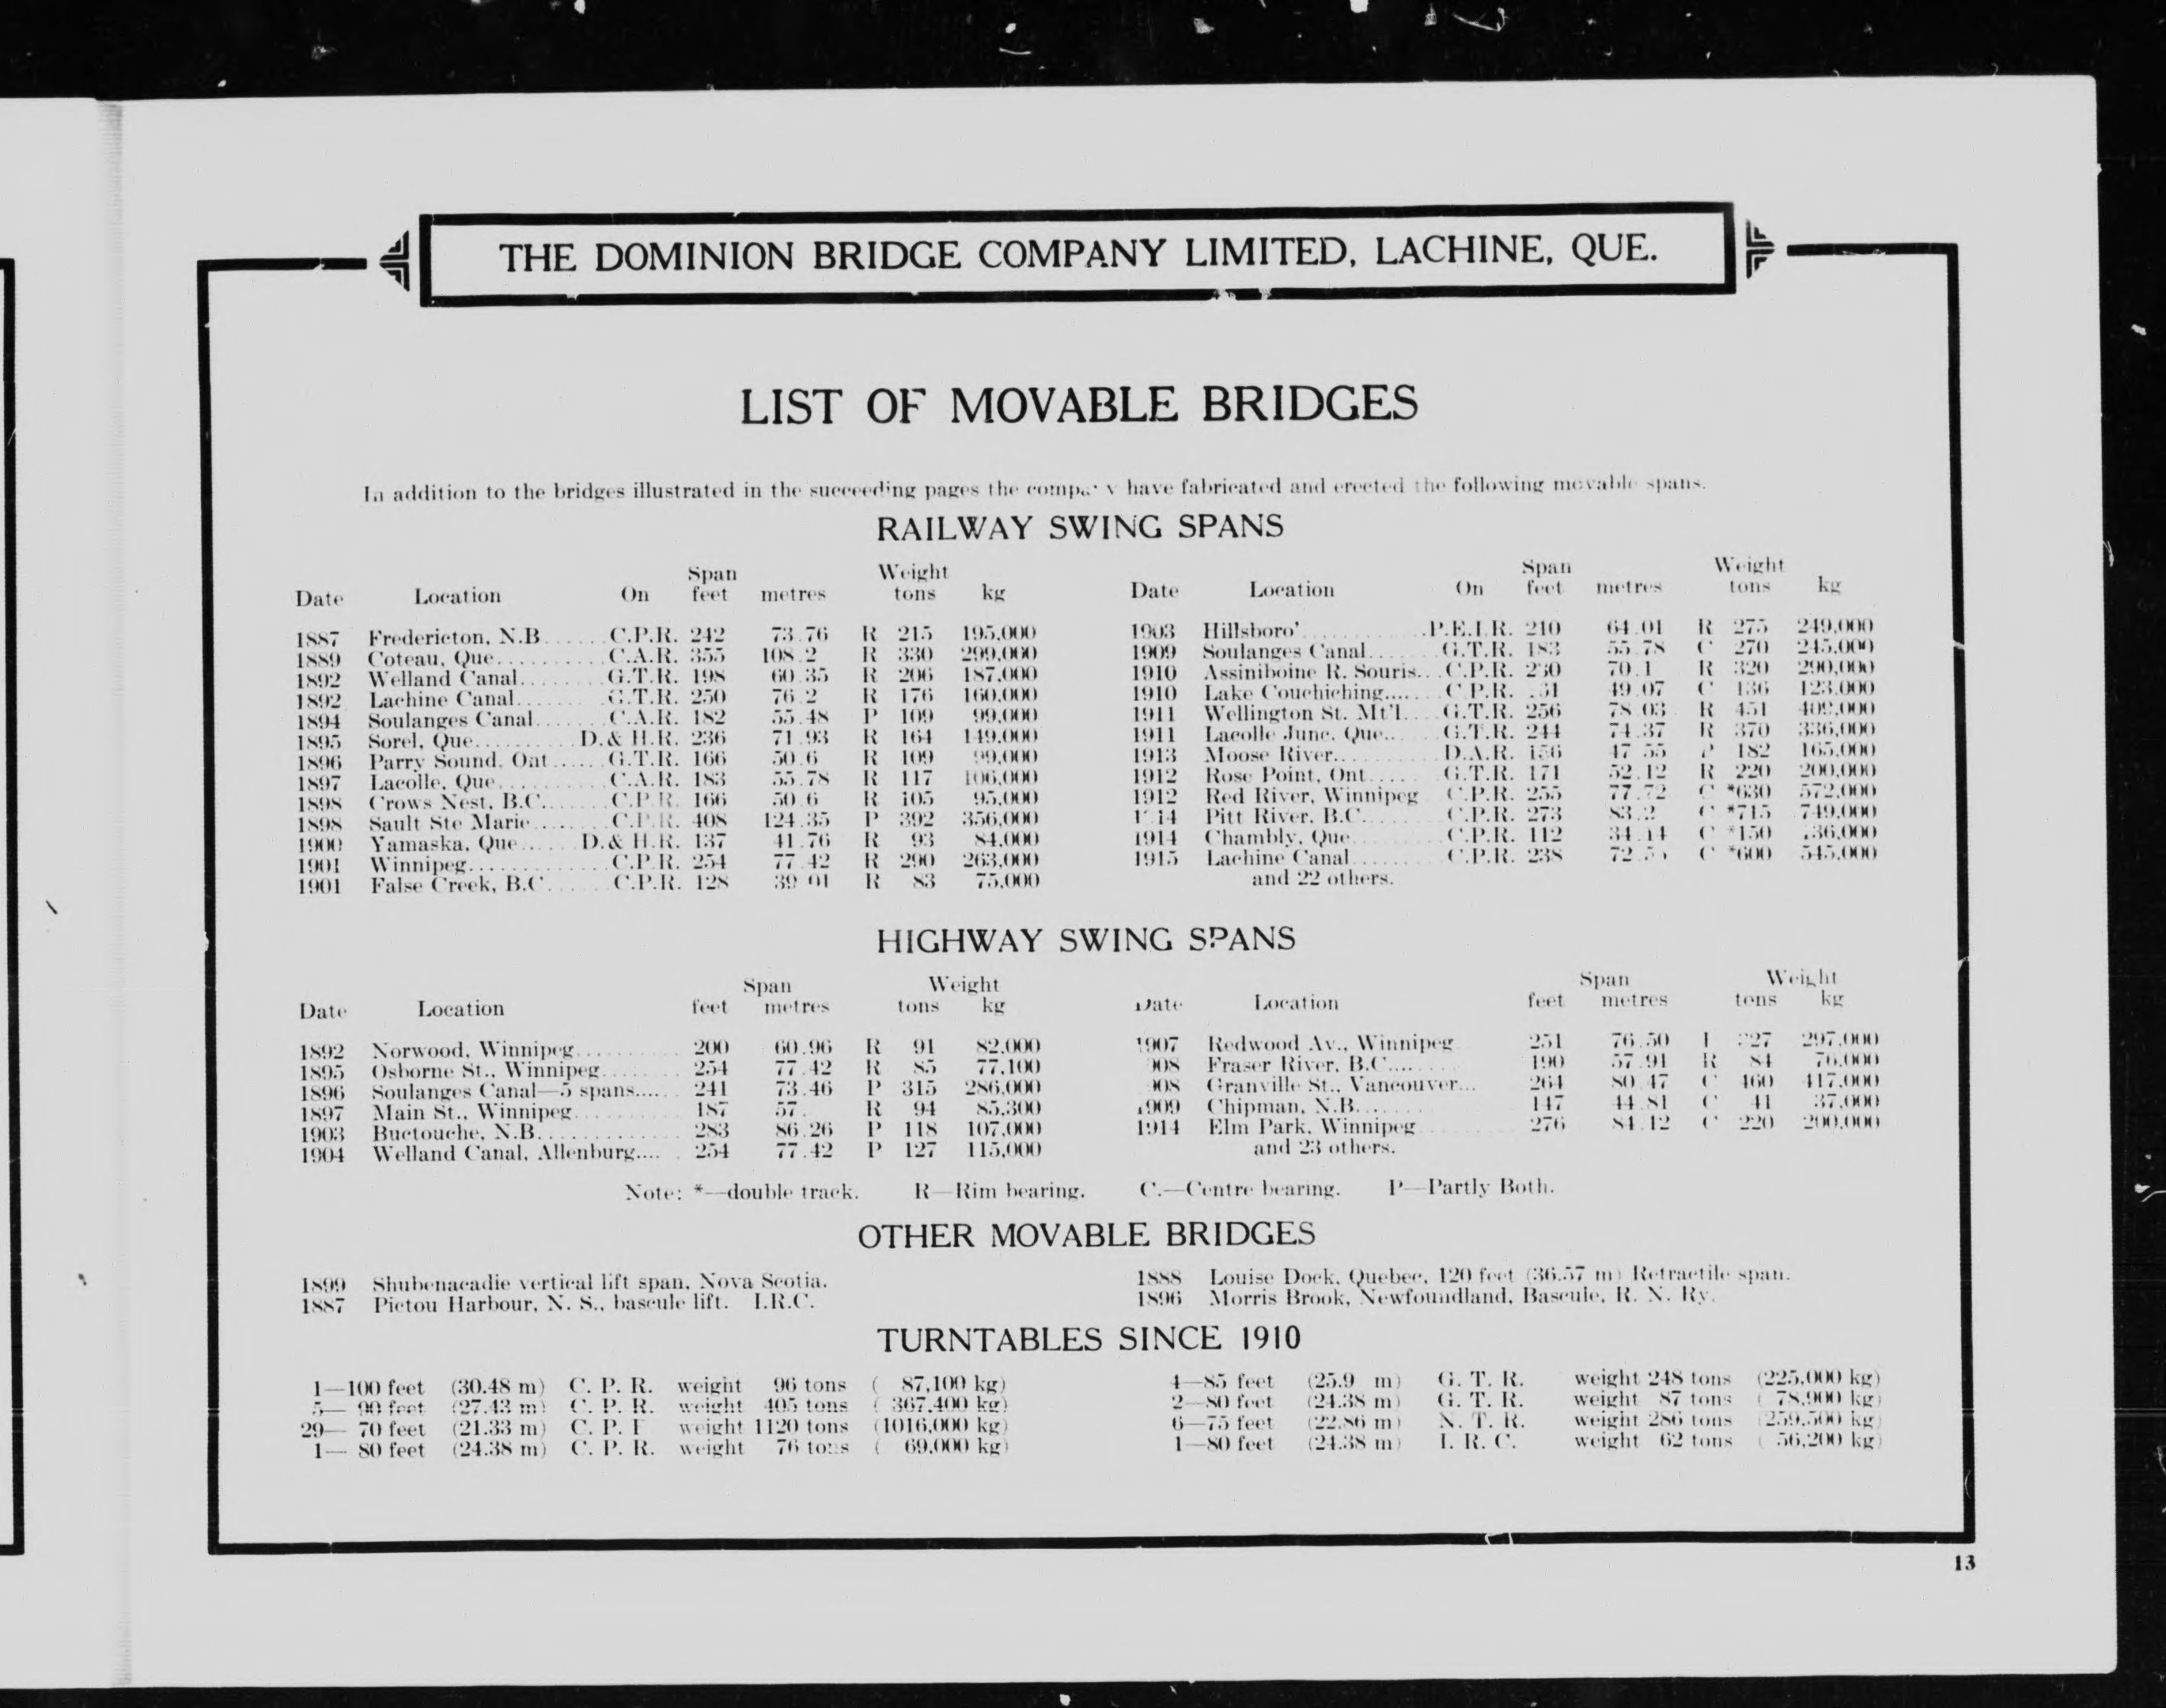 THE DOMINION BRIDGE COMPANY LIMITED, LACHINE, QUE.
LIST OF MOVABLE BRIDGES
In addition to the bridges illustrated in the succeeding pages the company have fabricated and erected the following movable spans.
RAILWAY SWING SPANS
Span Weight
Date Location On feet metres tons kg
1887 Fredericton, N.B. C.P.R. 242 73.76 R 215 195,000
1889 Coteau, Que. C.A.R. 355 108.2 R 330 299,000
1892 Welland Canal G.T.R. 198 60.35 R 206 187,000
1892 Lachine Canal G.T.R. 250 76.2 R 176 160,000
1894 Soulanges Canal C.A.R. 182 55.48 P 109 99,000
1895 Sorel, Que. D. & H.R. 236 71.93 R 164 149,000
1896 Parry Sound, Ont. G.T.R. 166 50.6 R 109 99,000
1897 Lacolle, Que. C.A.R. 183 55.78 R 117 106,000
1898 Crows Nest, B.C. C.P.R. 166 50.6 R 105 95,000
1898 Sault Ste Marie C.P.R. 408 124.35 P 392 356,000
1900 Yamaska, Que. D. & H.R. 137 41.76 R 93 84,000
1901 Winnipeg C.P.R. 254 77.42 R 290 263,000
1901 False Creek, B.C. C.P.R. 128 39.01 R 83 75,000
Span Weight
Date Location On feet metres tons kg
1903 Hillsboro' P.E.I.R. 210 64.01 R 275 249,000
1909 Soulanges Canal G.T.R. 183 55.78 C 270 245,000
1910 Assiniboine R. Souris C.P.R. 230 70.1 R 320 290,000
1910 Lake Couchiching C.P.R. 49.07 C 136 123,000
1911 Wellington St. Mt'l G.T.R. 256 78.03 R 451 409,000
1911 Lacolle Junc. Que. G.T.R. 244 74.37 R 370 336,000
1913 Moose River D.A.R. 156 47.55 P 182 165,000
1912 Rose Point, Ont. G.T.R. 171 52.12 R 220 200,000
1912 Red River, Winnipeg C.P.R. 255 77.72 C *630 572,000
Pitt River, B.C. C.P.R. 273 83.2 C *715 749,000
1914 Chambly, Que. C.P.R. 112 34.14 C *150
1915 Lachine Canal C.P.R. 238 C *600 545,000
and 22 others.
HIGHWAY SWING SPANS
Span Weight
Date Location feet metres tons kg
1892 Norwood, Winnipeg 200 60.96 R 91 82,000
1895 Osborne St., Winnipeg 254 77.42 R 85 77,100
1896 Soulanges Canal—5 spans 241 73.46 P 315 286,000
1897 Main St., Winnipeg 187 57. R 94 85,300
1903 Buctouche, N.B. 283 86.26 P 118 107,000
1904 Welland Canal, Allenburg 254 77.42 P 127 115,000
Span Weight
Date Location feet metres tons kg
1907 Redwood Av., Winnipeg 251 76.50 297,000
Fraser River, B.C. 190 57.91 R 84 76,000
Granville St., Vancouver 264 80.47 C 460 417,000
1909 Chipman, N.B. 147 44.81 C 41 37,000
1914 Elm Park, Winnipeg 276 84.12 C 220 200,000
and 23 others.
Note: *—double track. R—Rim bearing. C.—Centre bearing. P—Partly Both.
OTHER MOVABLE BRIDGES
1899 Shubenacadie vertical lift span, Nova Scotia.
1887 Pictou Harbour, N. S., bascule lift. I.R.C.
1888 Louise Dock, Quebec, 120 feet (36.57 m) Retractile span.
1896 Morris Brook, Newfoundland, Bascule, R. N. Ry.
TURNTABLES SINCE 1910
1—100 feet (30.48 m) C. P. R. weight 96 tons ( 87,100 kg)
5— 90 feet (27.43 m) C. P. R. weight 405 tons ( 367,400 kg)
29— 70 feet (21.33 m) C. P. weight 1120 tons (1016,000 kg)
1— 80 feet (24.38 m) C. P. R. weight 76 tons ( 69,000 kg)
4—85 feet (25.9 m) G. T. R. weight 248 tons (225,000 kg)
2—80 feet (24.38 m) G. T. R. weight 87 tons ( 78,900 kg)
6—75 feet (22.86 m) N. T. R. weight 286 tons (259,500 kg)
1—80 feet (24.38 m) I. R. C. weight 62 tons ( 56,200 kg)
13